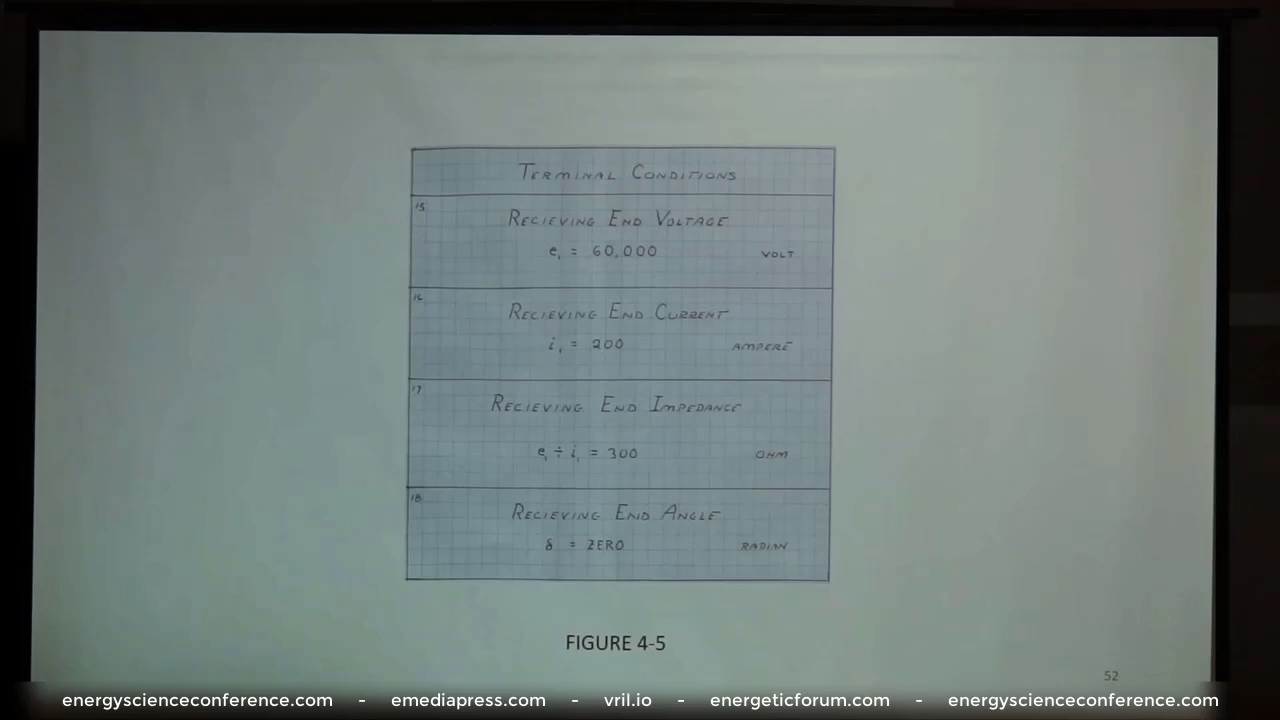 TERMINAL CONDITIONS
15
RECIEVING END VOLTAGE
e₁ = 60,000 VOLT
16
RECIEVING END CURRENT
i₁ = 200 AMPERE
17
RECIEVING END IMPEDANCE
e₁ ÷ i₁ = 300 OHM
18
RECIEVING END ANGLE
δ = ZERO RADIAN
FIGURE 4-5
52
energyscienceconference.com - emediapress.com - vril.io - energeticforum.com - energyscienceconference.com